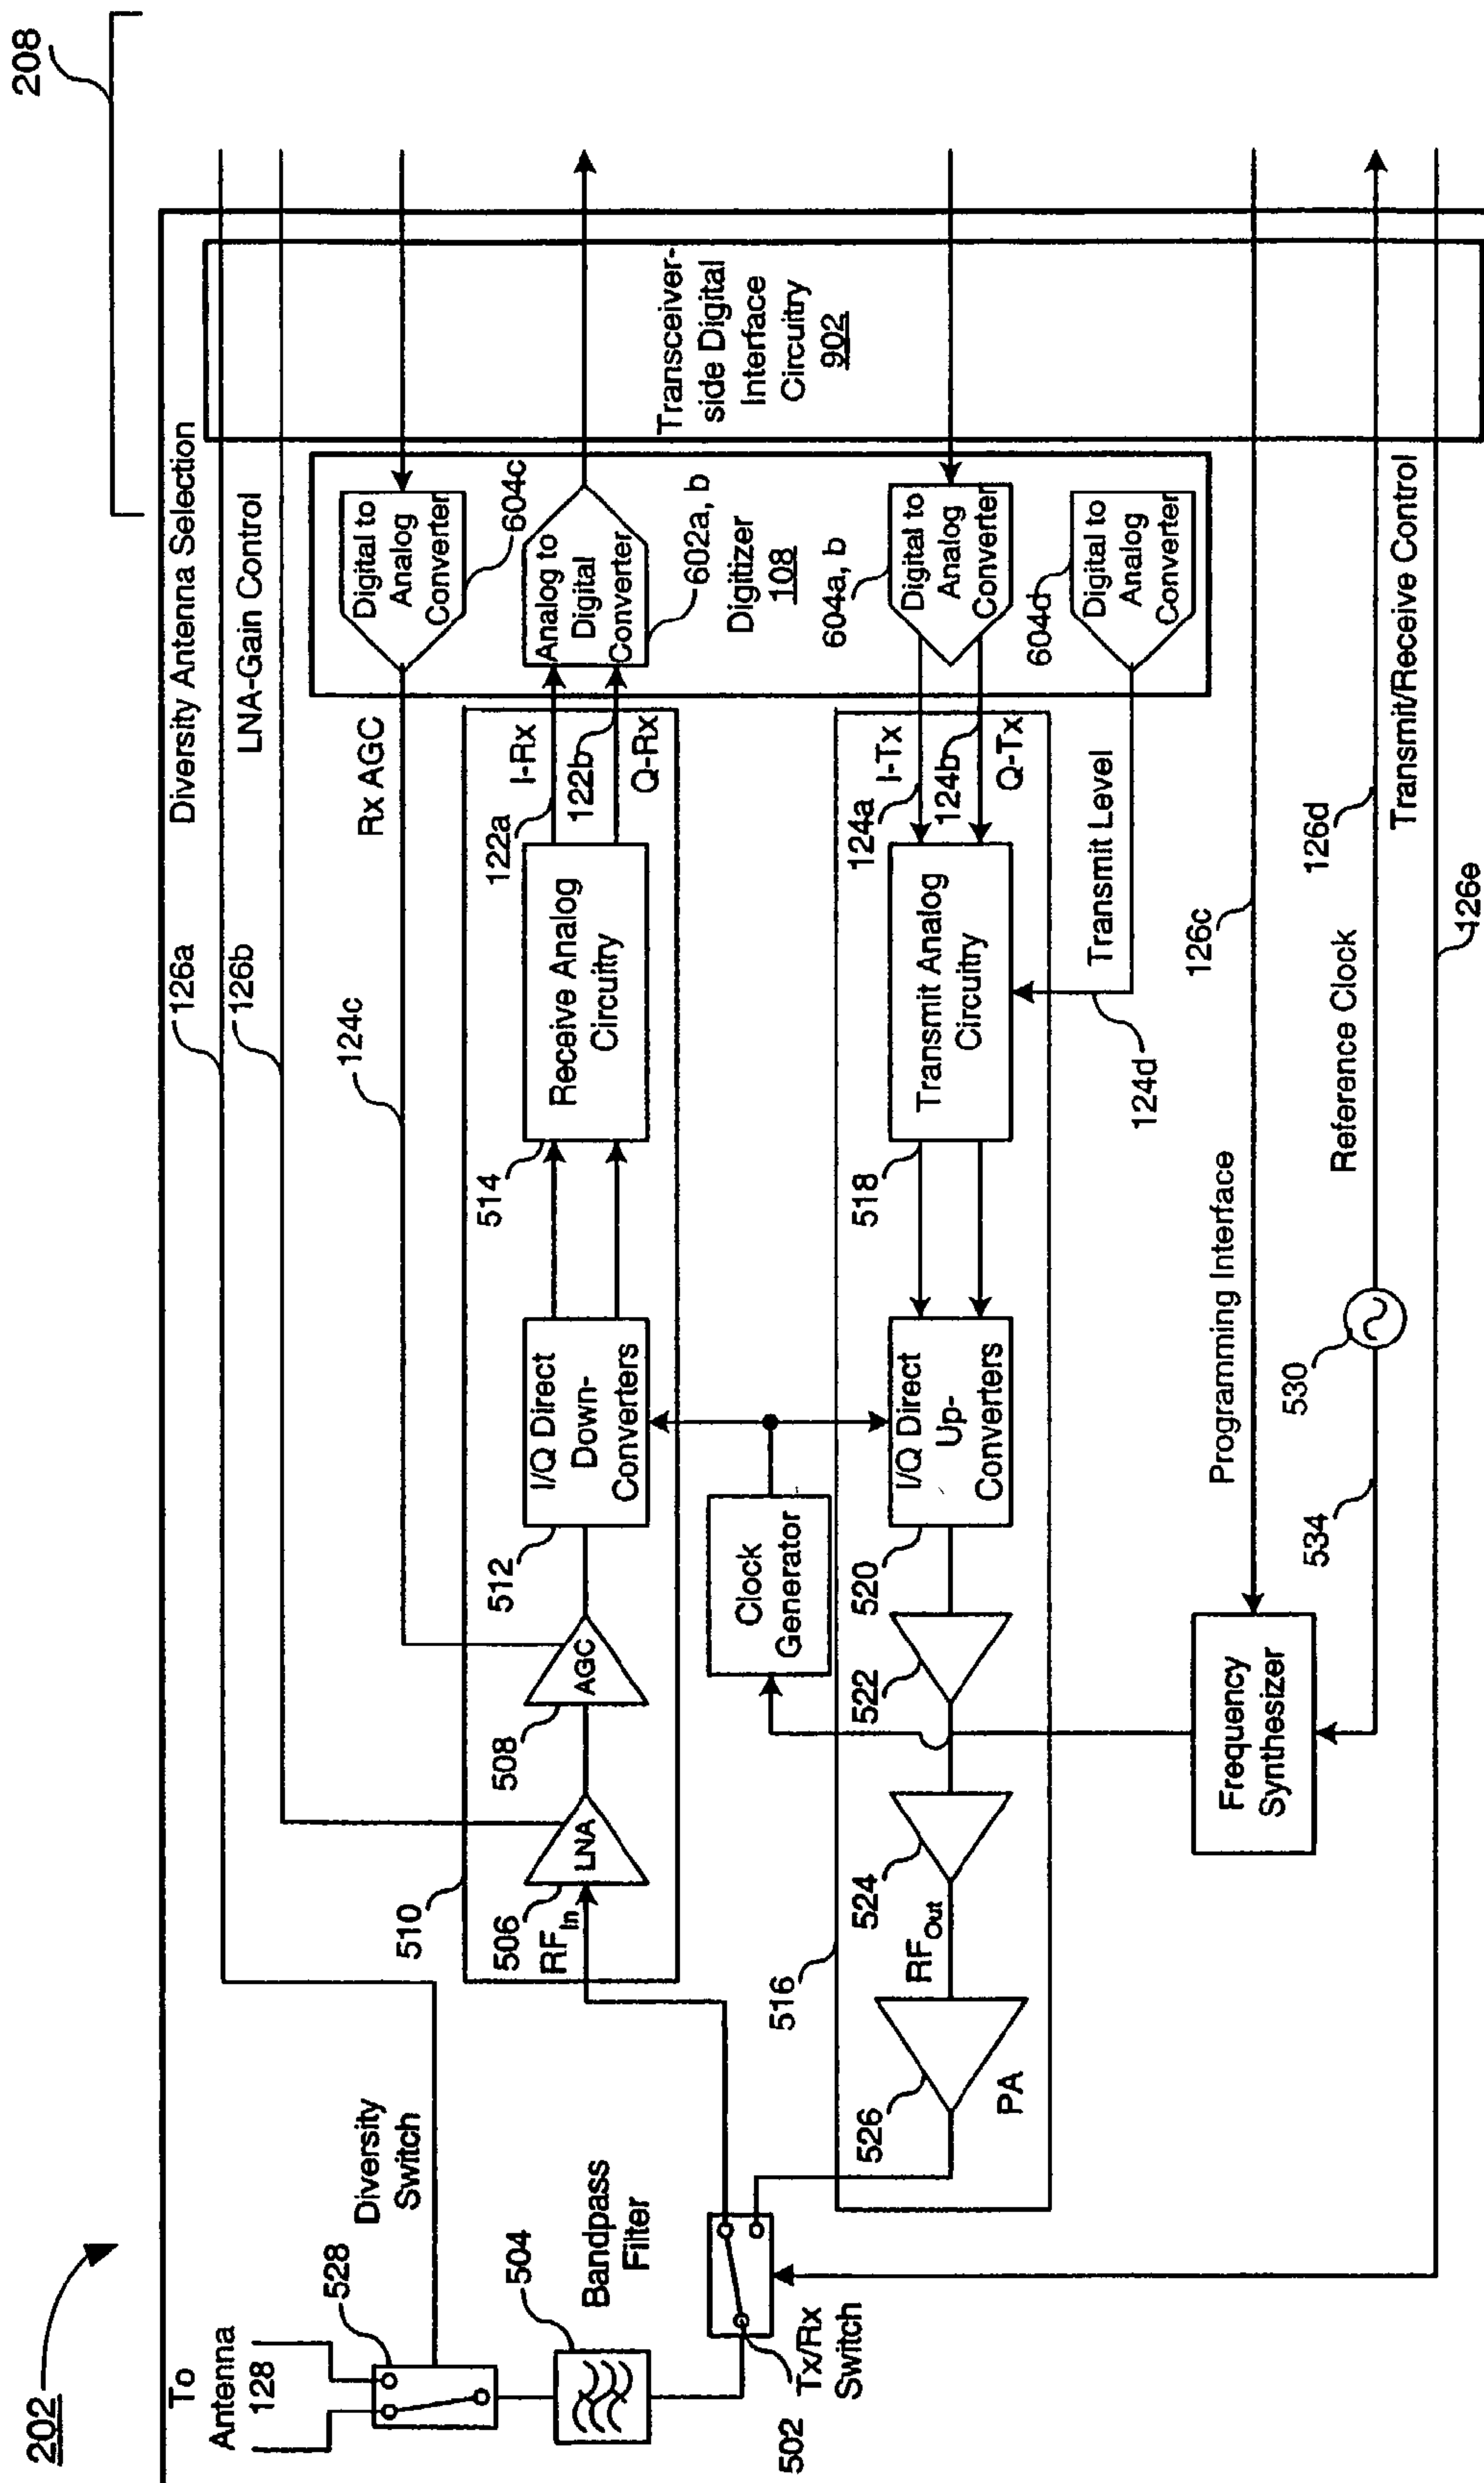 202
208
To
Antenna
128
528
Diversity
Switch
504
Bandpass
Filter
502
Tx/Rx
Switch
126a
Diversity Antenna Selection
126b
LNA-Gain Control
124c
Rx AGC
510
506
RF In
LNA
508
AGC
512
I/Q Direct
Down-
Converters
514
Receive Analog
Circuitry
122a
I-Rx
122b
Q-Rx
Digital to
Analog
Converter
604c
Analog to
Digital
Converter
602a, b
Digitizer
108
Transceiver-
side Digital
Interface
Circuitry
902
Clock
Generator
516
526
PA
RF Out
524
522
520
I/Q Direct
Up-
Converters
518
Transmit Analog
Circuitry
124a
I-Tx
124b
Q-Tx
604a, b
Digital to
Analog
Converter
604d
Digital to
Analog
Converter
Transmit Level
124d
Frequency
Synthesizer
Programming Interface
126c
534
530
Reference Clock
126d
Transmit/Receive Control
126e